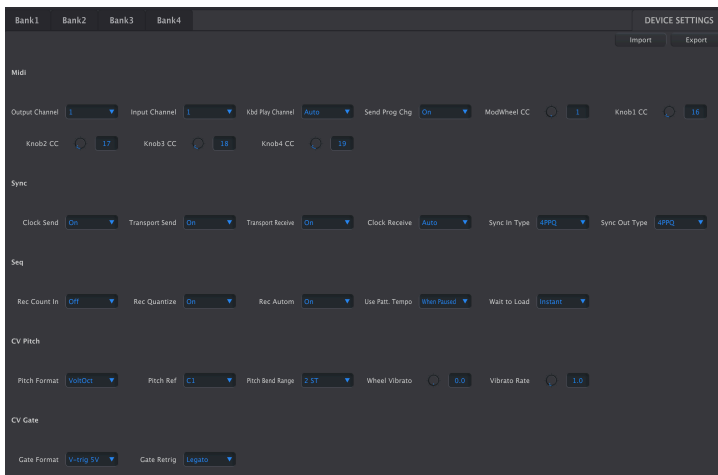 Bank1 Bank2 Bank3 Bank4 DEVICE SETTINGS
Import Export
Midi
Output Channel 1 Input Channel 1 Kbd Play Channel Auto Send Prog Chg On ModWheel CC 1 Knob1 CC 16
Knob2 CC 17 Knob3 CC 18 Knob4 CC 19
Sync
Clock Send On Transport Send On Transport Receive On Clock Receive Auto Sync In Type 4PPQ Sync Out Type 4PPQ
Seq
Rec Count In Off Rec Quantize On Rec Autom On Use Patt. Tempo When Paused Wait to Load Instant
CV Pitch
Pitch Format VoltOct Pitch Ref C1 Pitch Bend Range 2 ST Wheel Vibrato 0.0 Vibrato Rate 1.0
CV Gate
Gate Format V-trig 5V Gate Retrig Legato